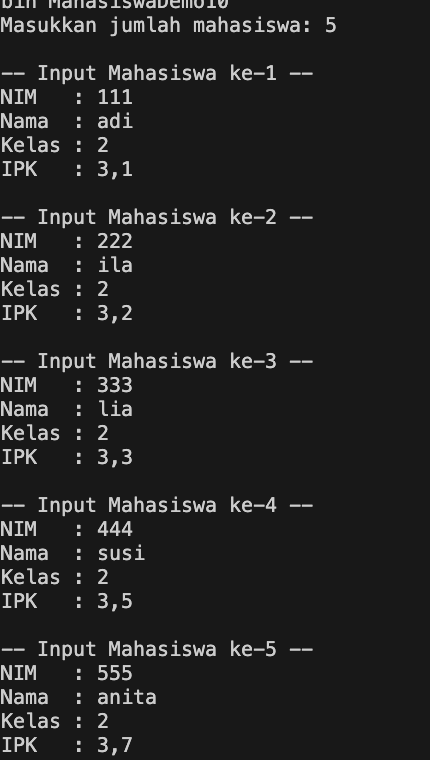 bin MahasiswaDemo10
Masukkan jumlah mahasiswa: 5
-- Input Mahasiswa ke-1 --
NIM   : 111
Nama  : adi
Kelas : 2
IPK   : 3,1
-- Input Mahasiswa ke-2 --
NIM   : 222
Nama  : ila
Kelas : 2
IPK   : 3,2
-- Input Mahasiswa ke-3 --
NIM   : 333
Nama  : lia
Kelas : 2
IPK   : 3,3
-- Input Mahasiswa ke-4 --
NIM   : 444
Nama  : susi
Kelas : 2
IPK   : 3,5
-- Input Mahasiswa ke-5 --
NIM   : 555
Nama  : anita
Kelas : 2
IPK   : 3,7